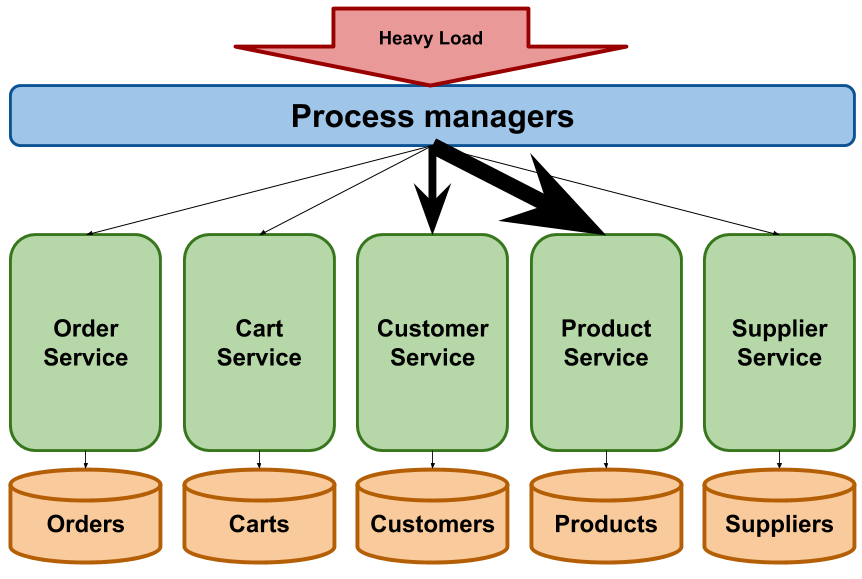 Heavy Load
Process managers
Order
Service
Cart
Service
Customer
Service
Product
Service
Supplier
Service
Orders
Carts
Customers
Products
Suppliers